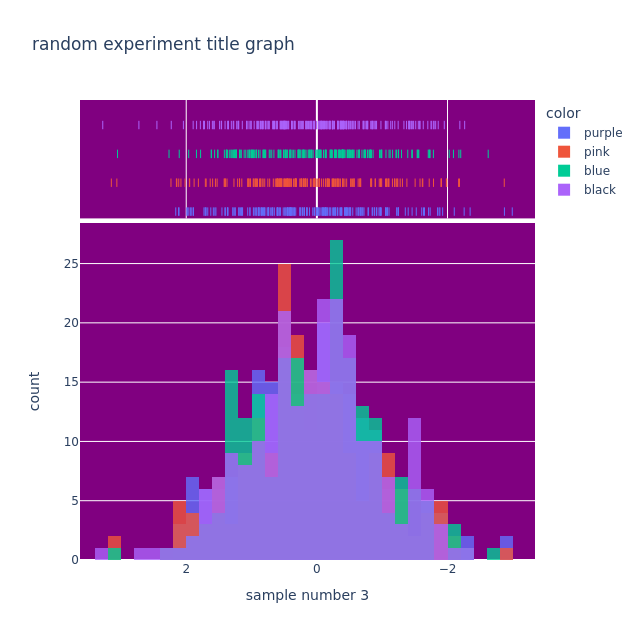 random experiment title graph
color
purple
pink
blue
black
25
20
15
10
5
0
count
2
0
−2
sample number 3